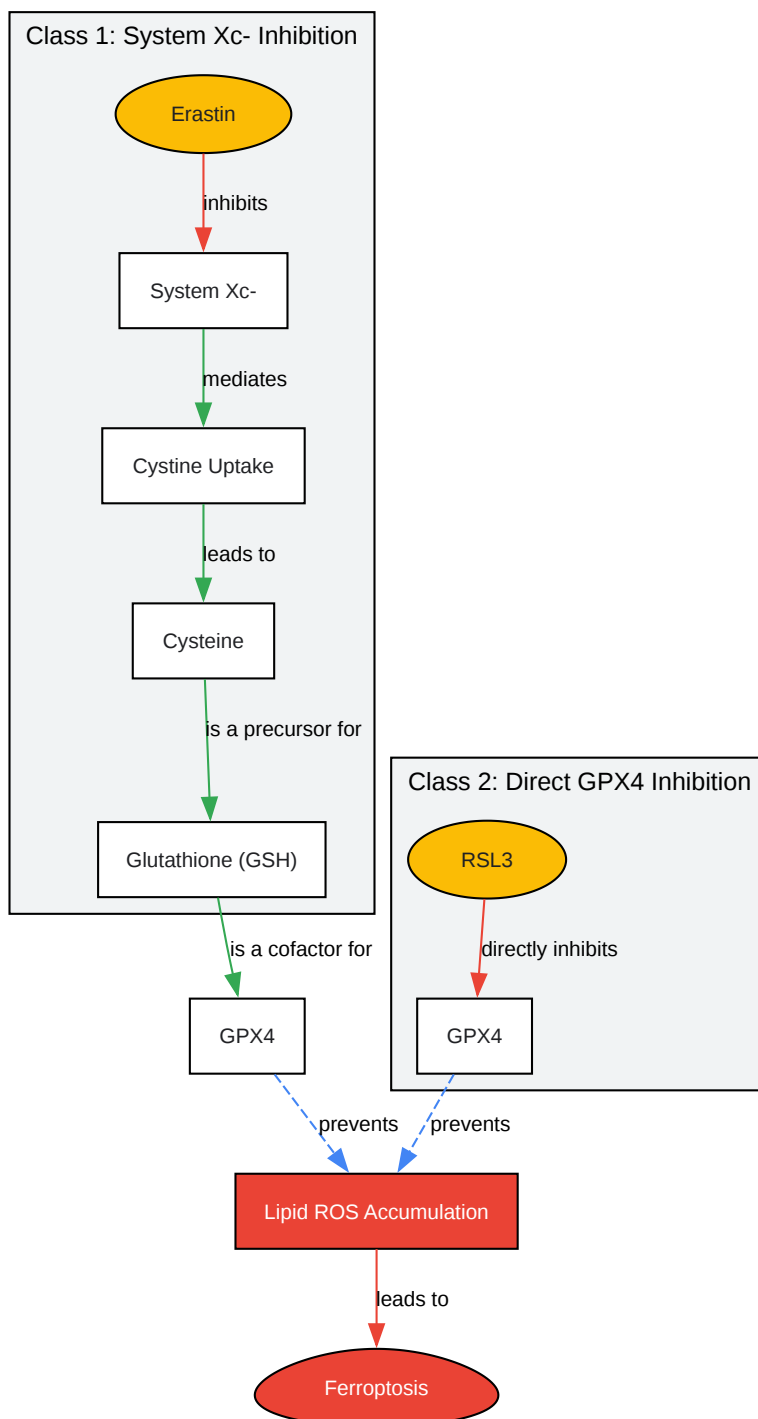 Class 1: System Xc- Inhibition
Erastin
inhibits
System Xc-
mediates
Cystine Uptake
leads to
Cysteine
is a precursor for
Glutathione (GSH)
is a cofactor for
GPX4
prevents
Class 2: Direct GPX4 Inhibition
RSL3
directly inhibits
GPX4
prevents
Lipid ROS Accumulation
leads to
Ferroptosis